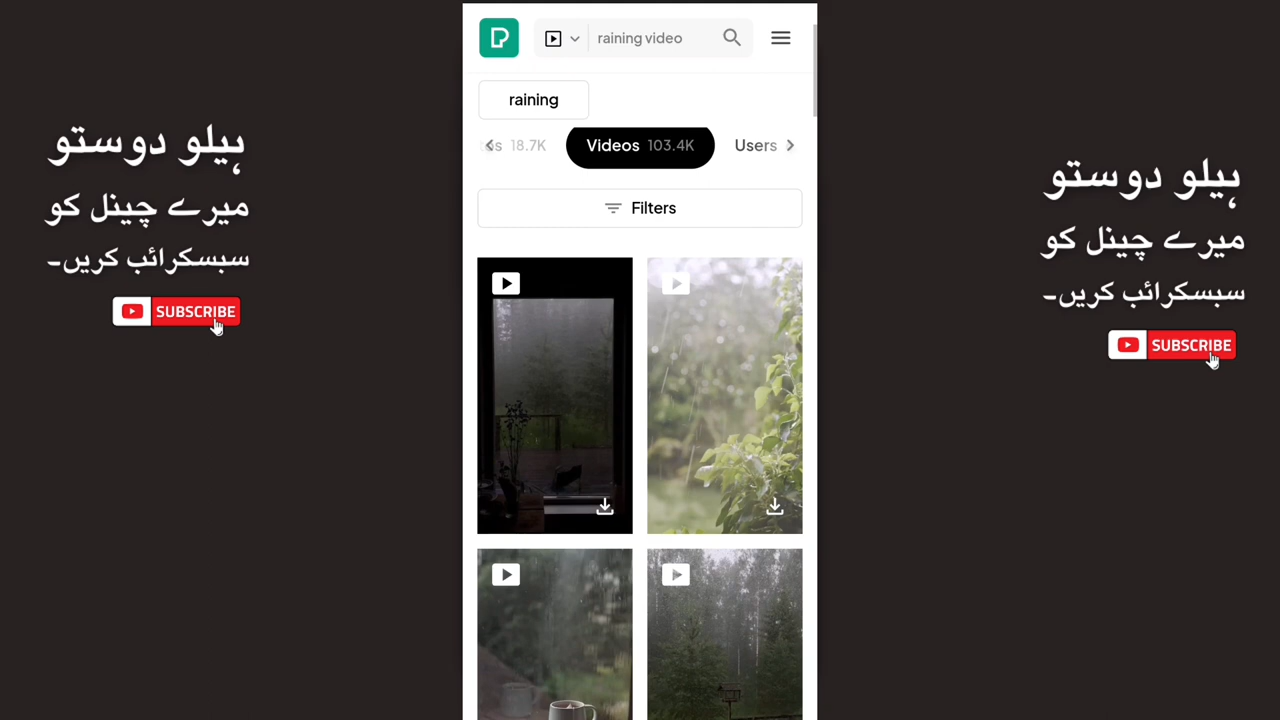 ہیلو دوستو
میرے چینل کو
سبسکرائب کریں۔
SUBSCRIBE
raining video
raining
18.7K
Videos 103.4K
Users
Filters
ہیلو دوستو
میرے چینل کو
سبسکرائب کریں۔
SUBSCRIBE